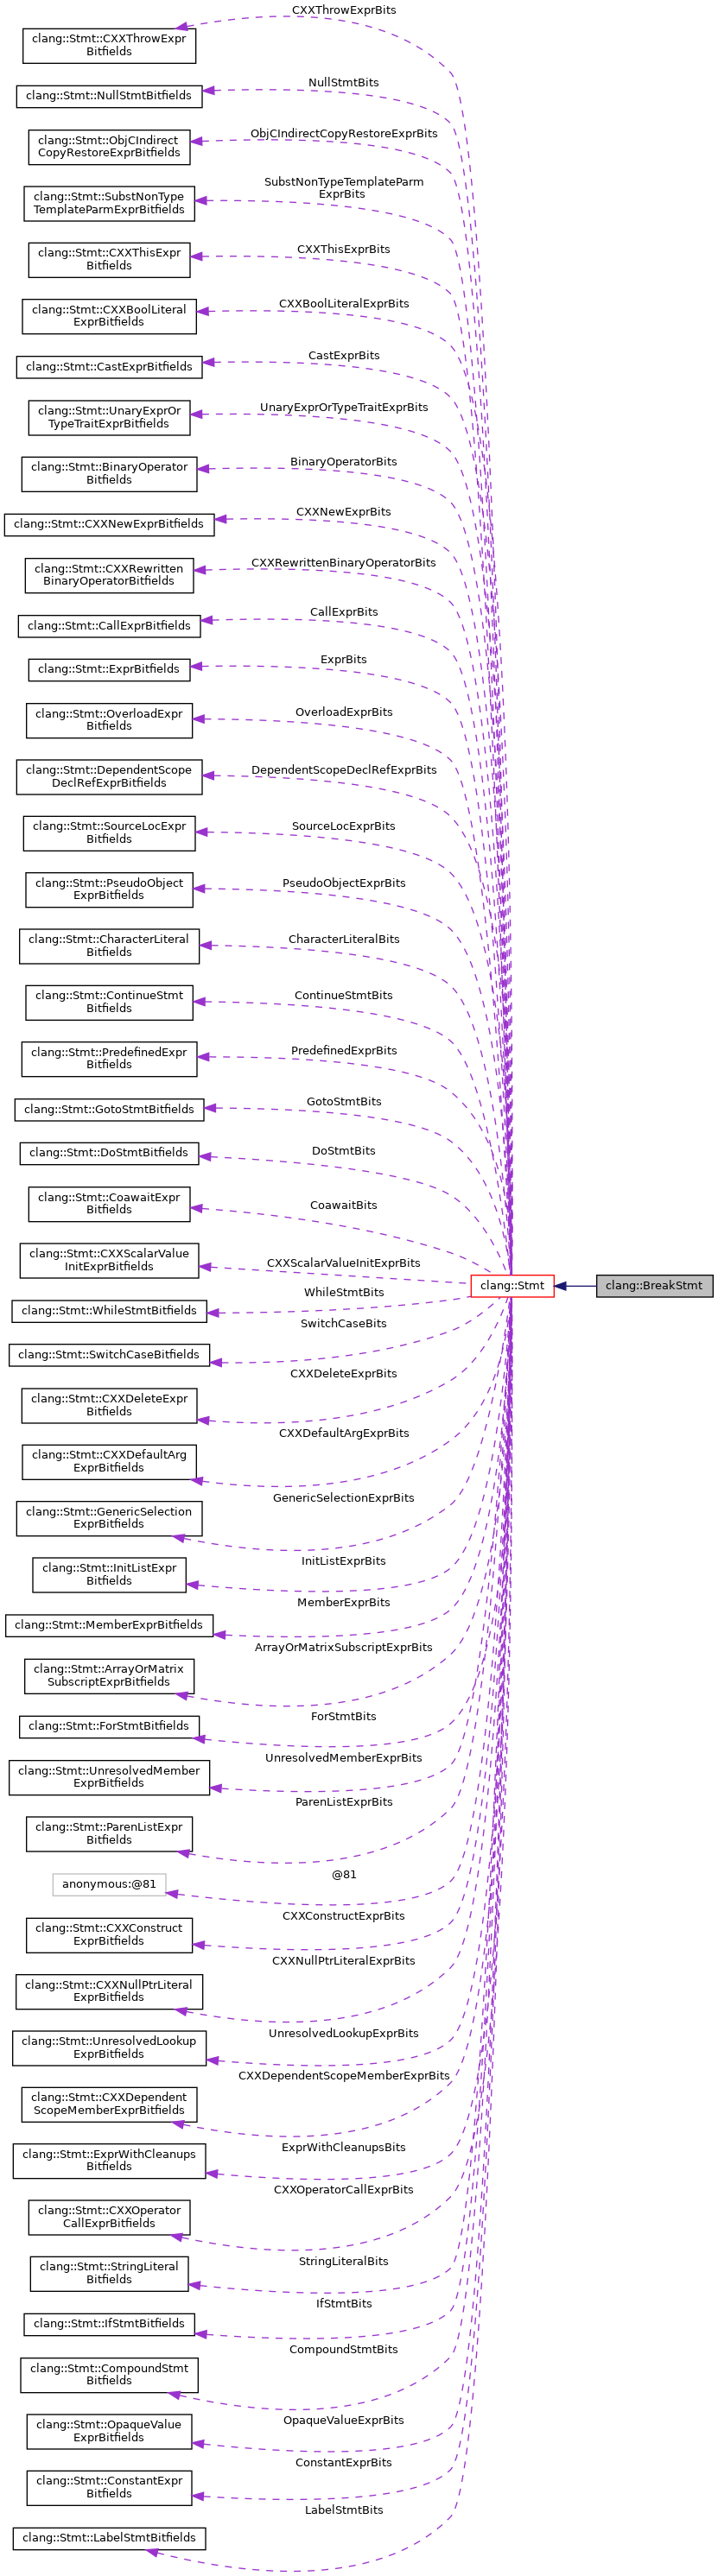 CXXThrowExprBits
clang::Stmt::CXXThrowExpr
Bitfields
NullStmtBits
clang::Stmt::NullStmtBitfields
ObjCIndirectCopyRestoreExprBits
clang::Stmt::ObjCIndirect
CopyRestoreExprBitfields
SubstNonTypeTemplateParm
ExprBits
clang::Stmt::SubstNonType
TemplateParmExprBitfields
CXXThisExprBits
clang::Stmt::CXXThisExpr
Bitfields
CXXBoolLiteralExprBits
clang::Stmt::CXXBoolLiteral
ExprBitfields
CastExprBits
clang::Stmt::CastExprBitfields
UnaryExprOrTypeTraitExprBits
clang::Stmt::UnaryExprOr
TypeTraitExprBitfields
BinaryOperatorBits
clang::Stmt::BinaryOperator
Bitfields
CXXNewExprBits
clang::Stmt::CXXNewExprBitfields
CXXRewrittenBinaryOperatorBits
clang::Stmt::CXXRewritten
BinaryOperatorBitfields
CallExprBits
clang::Stmt::CallExprBitfields
ExprBits
clang::Stmt::ExprBitfields
OverloadExprBits
clang::Stmt::OverloadExpr
Bitfields
DependentScopeDeclRefExprBits
clang::Stmt::DependentScope
DeclRefExprBitfields
SourceLocExprBits
clang::Stmt::SourceLocExpr
Bitfields
PseudoObjectExprBits
clang::Stmt::PseudoObject
ExprBitfields
CharacterLiteralBits
clang::Stmt::CharacterLiteral
Bitfields
ContinueStmtBits
clang::Stmt::ContinueStmt
Bitfields
PredefinedExprBits
clang::Stmt::PredefinedExpr
Bitfields
GotoStmtBits
clang::Stmt::GotoStmtBitfields
DoStmtBits
clang::Stmt::DoStmtBitfields
CoawaitBits
clang::Stmt::CoawaitExpr
Bitfields
CXXScalarValueInitExprBits
clang::Stmt::CXXScalarValue
InitExprBitfields
clang::Stmt
clang::BreakStmt
WhileStmtBits
clang::Stmt::WhileStmtBitfields
SwitchCaseBits
clang::Stmt::SwitchCaseBitfields
CXXDeleteExprBits
clang::Stmt::CXXDeleteExpr
Bitfields
CXXDefaultArgExprBits
clang::Stmt::CXXDefaultArg
ExprBitfields
GenericSelectionExprBits
clang::Stmt::GenericSelection
ExprBitfields
InitListExprBits
clang::Stmt::InitListExpr
Bitfields
MemberExprBits
clang::Stmt::MemberExprBitfields
ArrayOrMatrixSubscriptExprBits
clang::Stmt::ArrayOrMatrix
SubscriptExprBitfields
ForStmtBits
clang::Stmt::ForStmtBitfields
UnresolvedMemberExprBits
clang::Stmt::UnresolvedMember
ExprBitfields
ParenListExprBits
clang::Stmt::ParenListExpr
Bitfields
@81
anonymous:@81
CXXConstructExprBits
clang::Stmt::CXXConstruct
ExprBitfields
CXXNullPtrLiteralExprBits
clang::Stmt::CXXNullPtrLiteral
ExprBitfields
UnresolvedLookupExprBits
clang::Stmt::UnresolvedLookup
ExprBitfields
CXXDependentScopeMemberExprBits
clang::Stmt::CXXDependent
ScopeMemberExprBitfields
ExprWithCleanupsBits
clang::Stmt::ExprWithCleanups
Bitfields
CXXOperatorCallExprBits
clang::Stmt::CXXOperator
CallExprBitfields
StringLiteralBits
clang::Stmt::StringLiteral
Bitfields
IfStmtBits
clang::Stmt::IfStmtBitfields
CompoundStmtBits
clang::Stmt::CompoundStmt
Bitfields
OpaqueValueExprBits
clang::Stmt::OpaqueValue
ExprBitfields
ConstantExprBits
clang::Stmt::ConstantExpr
Bitfields
LabelStmtBits
clang::Stmt::LabelStmtBitfields